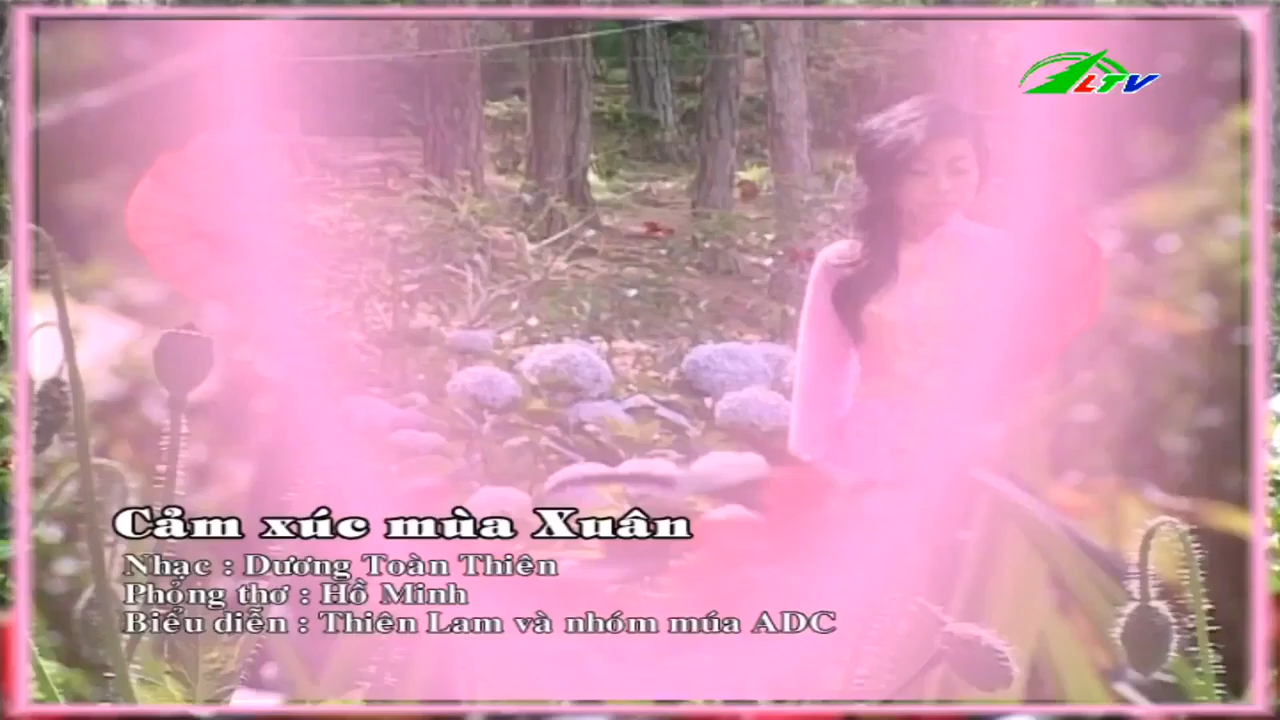 LTV
Cảm xúc mùa Xuân
Nhạc : Dương Toàn Thiên
Phỏng thơ : Hồ Minh
Biểu diễn : Thiên Lam và nhóm múa ADC